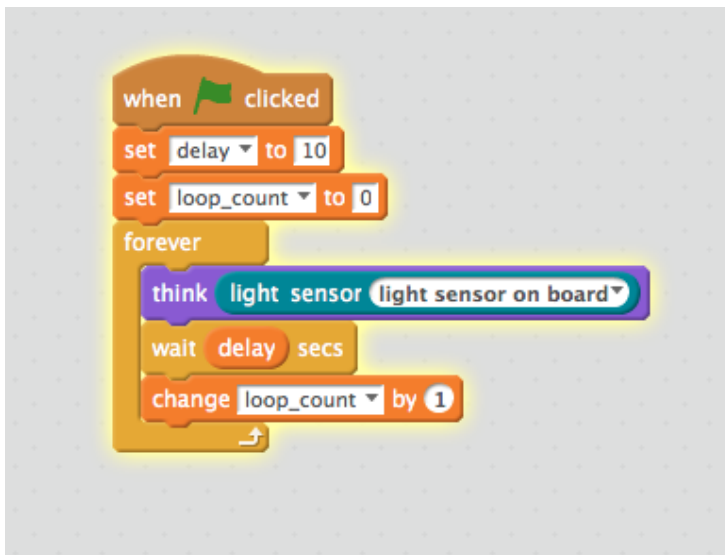 when clicked
set delay to 10
set loop_count to 0
forever
think light sensor light sensor on board
wait delay secs
change loop_count by 1